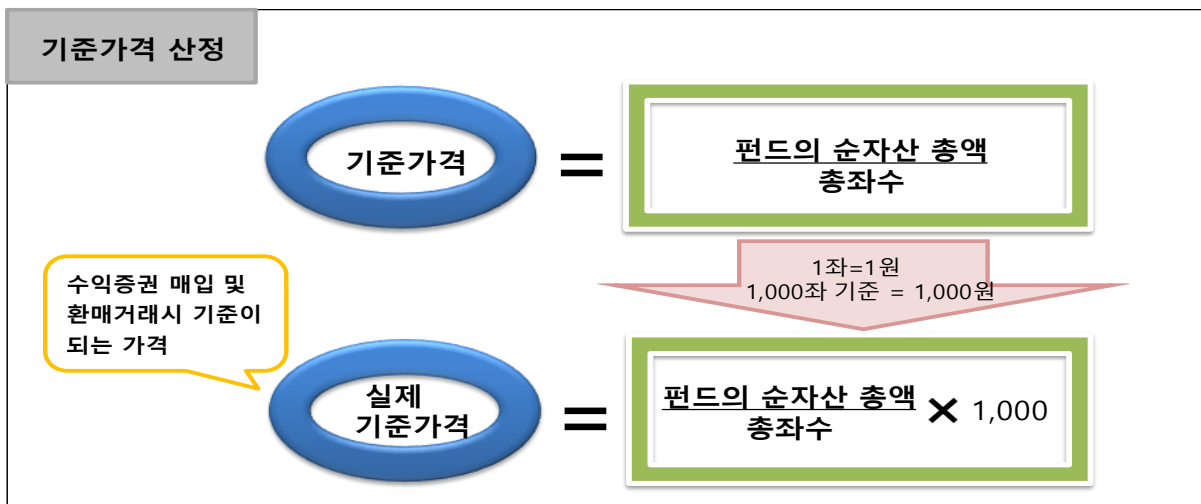 기준가격 산정
기준가격
=
펀드의 순자산 총액
총좌수
1좌=1원
1,000좌 기준 = 1,000원
수익증권 매입 및
환매거래시 기준이
되는 가격
실제
기준가격
=
펀드의 순자산 총액
총좌수
× 1,000